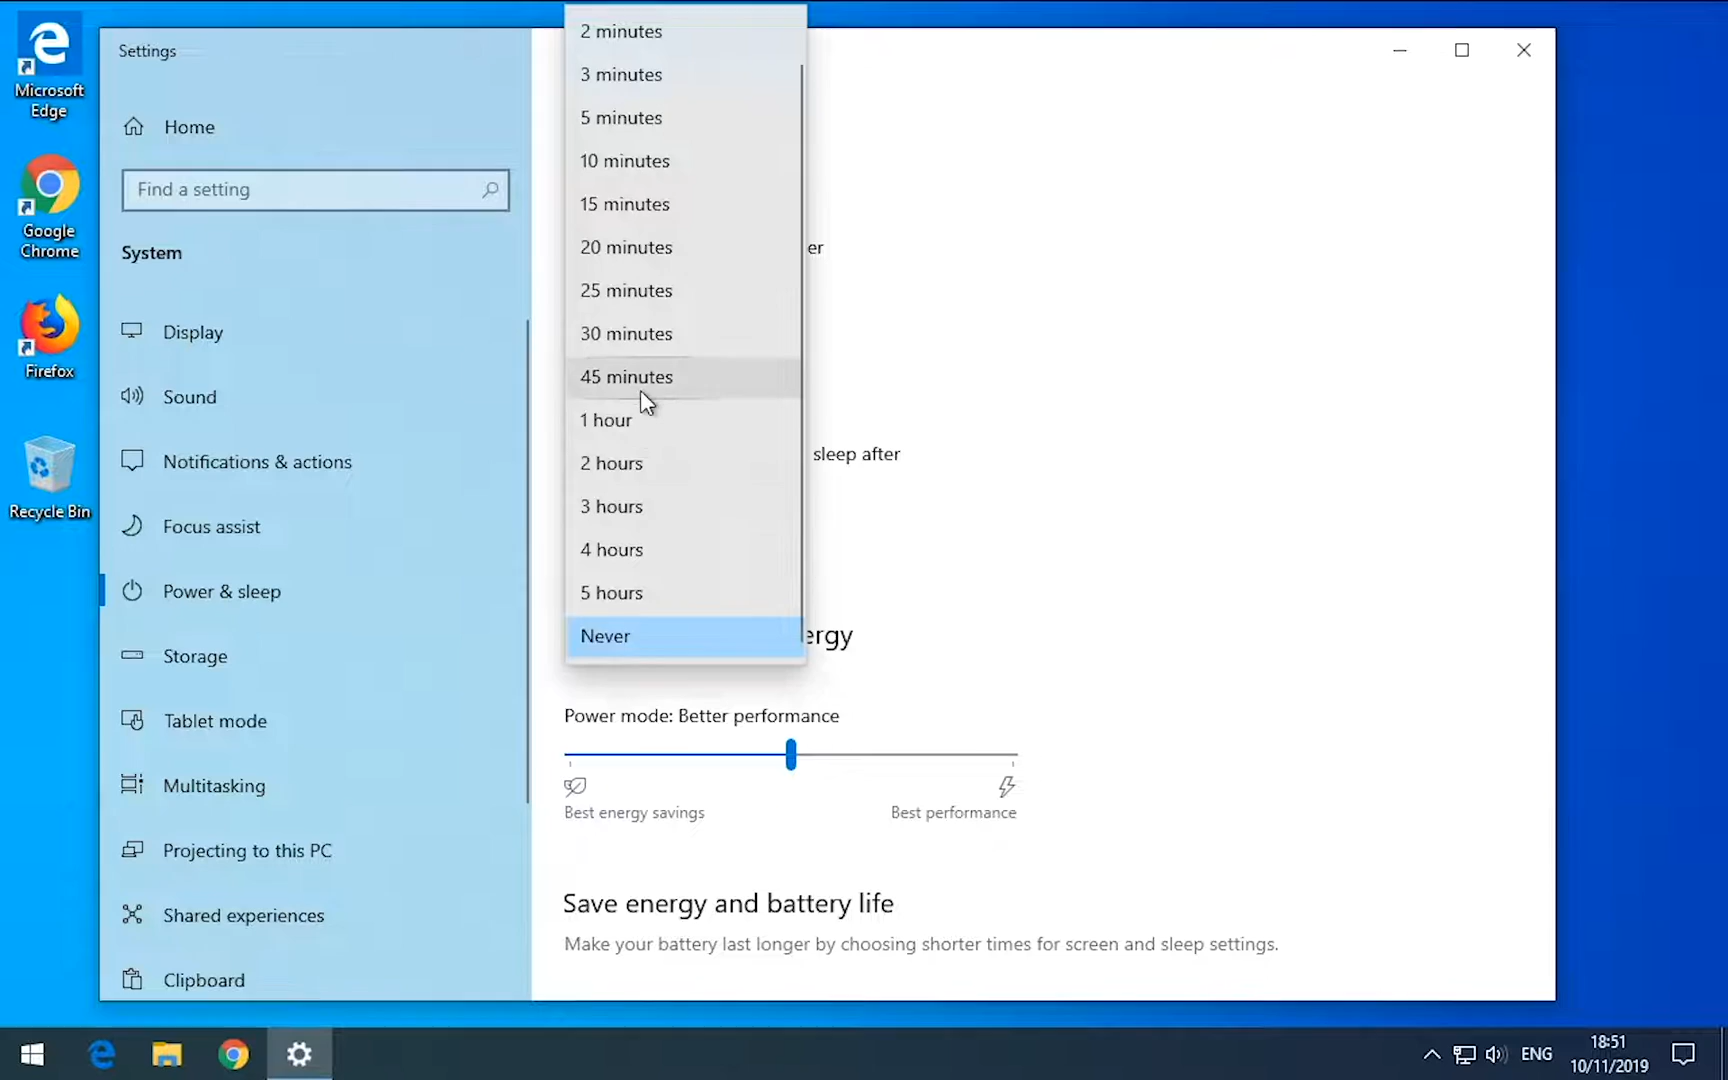 Microsoft
Edge
Google
Chrome
Firefox
Recycle Bin
Settings
Home
Find a setting
System
Display
Sound
Notifications & actions
Focus assist
Power & sleep
Storage
Tablet mode
Multitasking
Projecting to this PC
Shared experiences
Clipboard
2 minutes
3 minutes
5 minutes
10 minutes
15 minutes
20 minutes
25 minutes
30 minutes
45 minutes
1 hour
2 hours
3 hours
4 hours
5 hours
Never
er
sleep after
ergy
Power mode: Better performance
Best energy savings
Best performance
Save energy and battery life
Make your battery last longer by choosing shorter times for screen and sleep settings.
ENG
18:51
10/11/2019